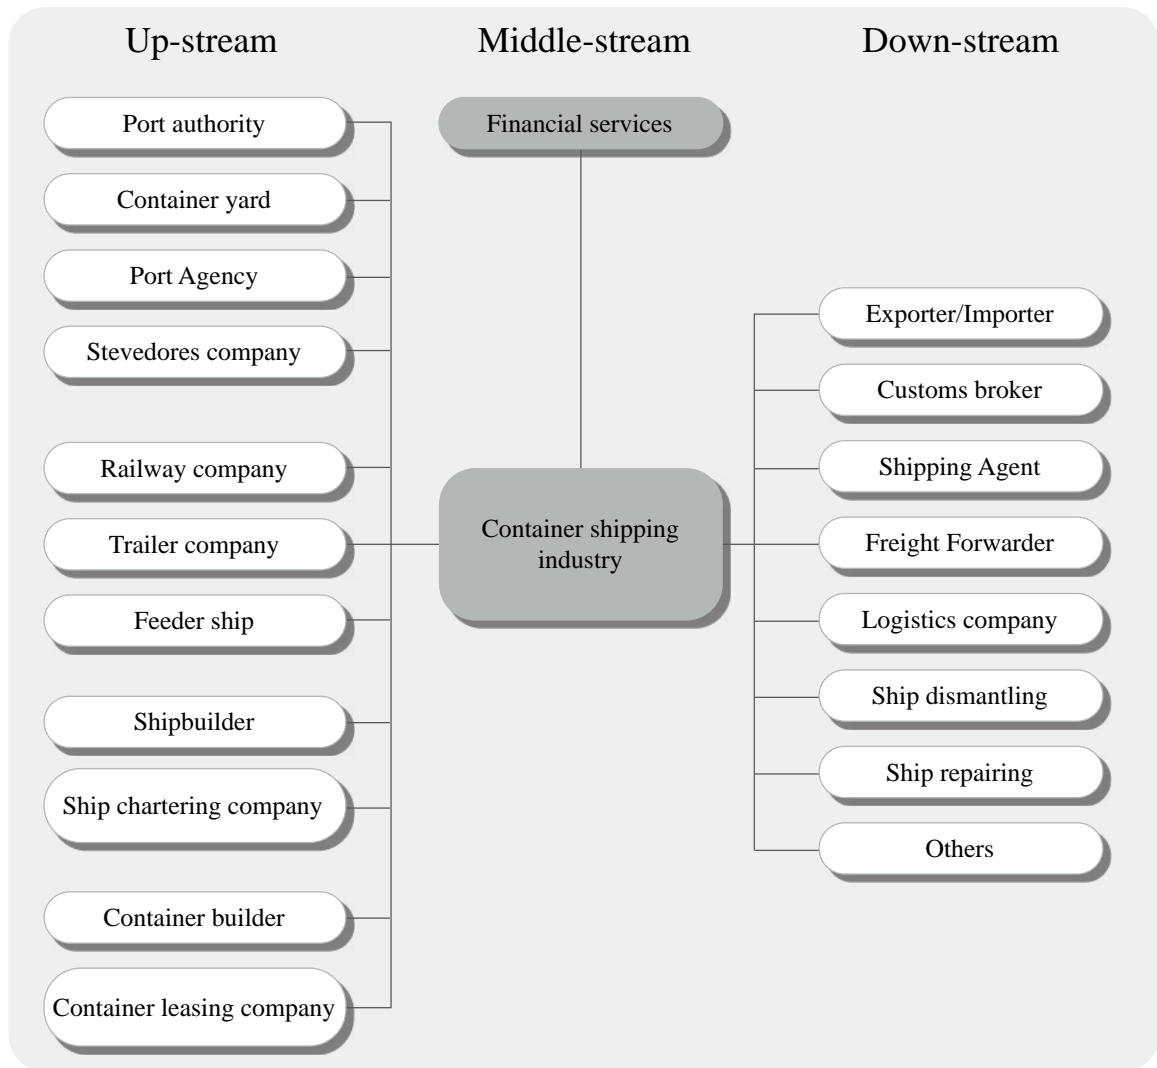 Up-stream
Middle-stream
Down-stream
Port authority
Container yard
Port Agency
Stevedores company
Railway company
Trailer company
Feeder ship
Shipbuilder
Ship chartering company
Container builder
Container leasing company
Financial services
Container shipping
industry
Exporter/Importer
Customs broker
Shipping Agent
Freight Forwarder
Logistics company
Ship dismantling
Ship repairing
Others